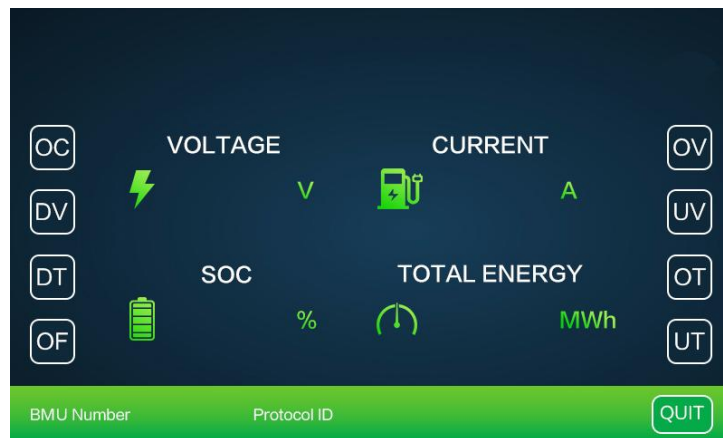 OC
VOLTAGE
CURRENT
OV
V
A
DV
UV
DT
SOC
TOTAL ENERGY
OT
%
MWh
OF
UT
BMU Number
Protocol ID
QUIT